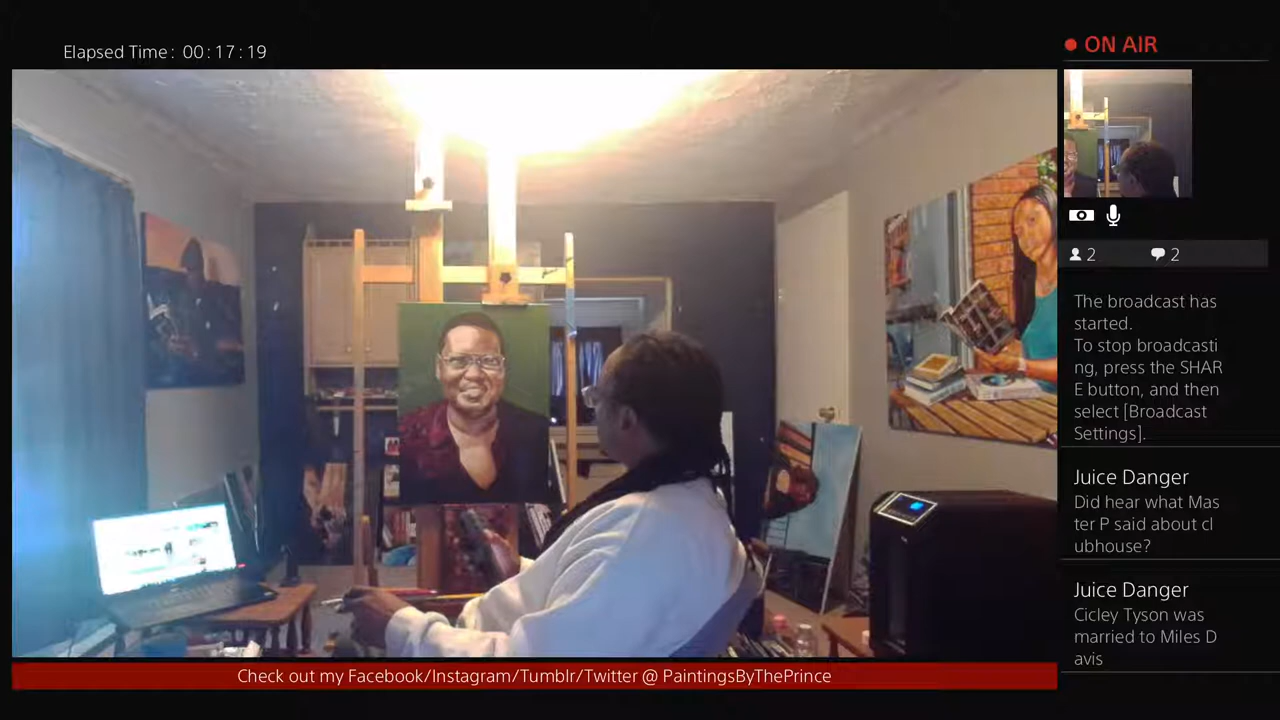 Elapsed Time: 00:17:19
ON AIR
2
2
The broadcast has
started.
To stop broadcasti
ng, press the SHAR
E button, and then
select [Broadcast
Settings].
Juice Danger
Did hear what Mas
ter P said about cl
ubhouse?
Juice Danger
Cicley Tyson was
married to Miles D
avis
Check out my Facebook/Instagram/Tumblr/Twitter @ PaintingsByThePrince